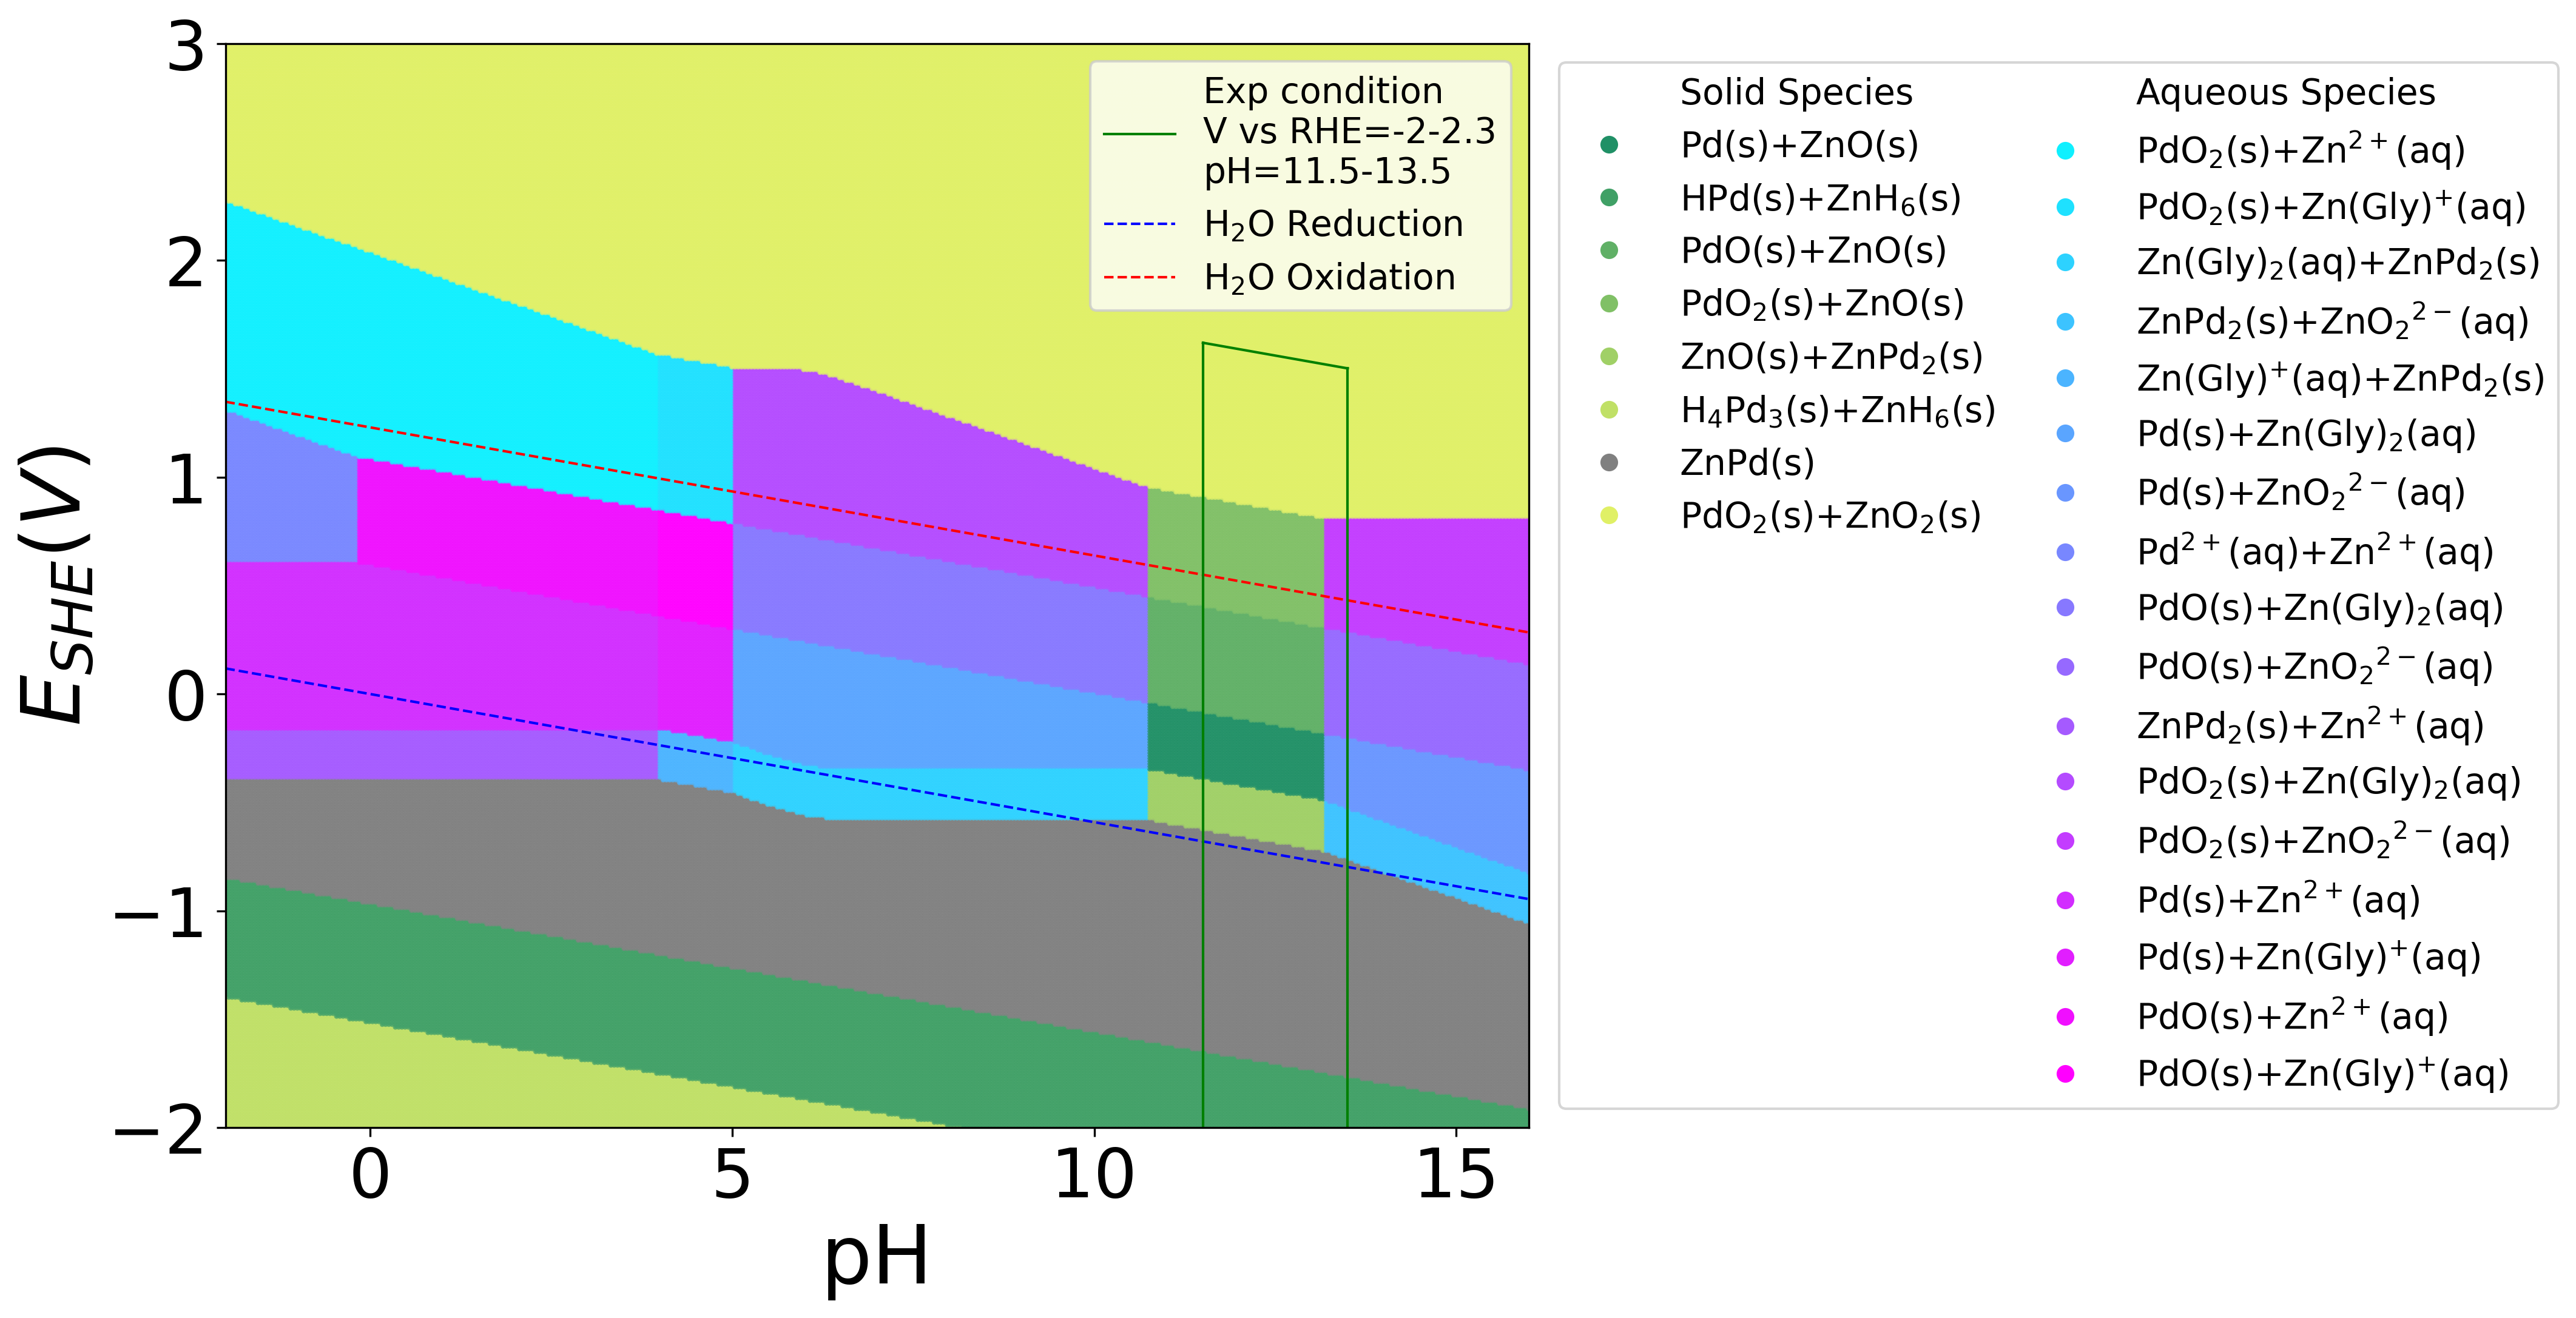 3
2
1
0
−1
−2
E_SHE(V)
0 5 10 15
pH
Exp condition
V vs RHE=-2-2.3
pH=11.5-13.5
H₂O Reduction
H₂O Oxidation
Solid Species
Pd(s)+ZnO(s)
HPd(s)+ZnH₆(s)
PdO(s)+ZnO(s)
PdO₂(s)+ZnO(s)
ZnO(s)+ZnPd₂(s)
H₄Pd₃(s)+ZnH₆(s)
ZnPd(s)
PdO₂(s)+ZnO₂(s)
Aqueous Species
PdO₂(s)+Zn²⁺(aq)
PdO₂(s)+Zn(Gly)⁺(aq)
Zn(Gly)₂(aq)+ZnPd₂(s)
ZnPd₂(s)+ZnO₂²⁻(aq)
Zn(Gly)⁺(aq)+ZnPd₂(s)
Pd(s)+Zn(Gly)₂(aq)
Pd(s)+ZnO₂²⁻(aq)
Pd²⁺(aq)+Zn²⁺(aq)
PdO(s)+Zn(Gly)₂(aq)
PdO(s)+ZnO₂²⁻(aq)
ZnPd₂(s)+Zn²⁺(aq)
PdO₂(s)+Zn(Gly)₂(aq)
PdO₂(s)+ZnO₂²⁻(aq)
Pd(s)+Zn²⁺(aq)
Pd(s)+Zn(Gly)⁺(aq)
PdO(s)+Zn²⁺(aq)
PdO(s)+Zn(Gly)⁺(aq)